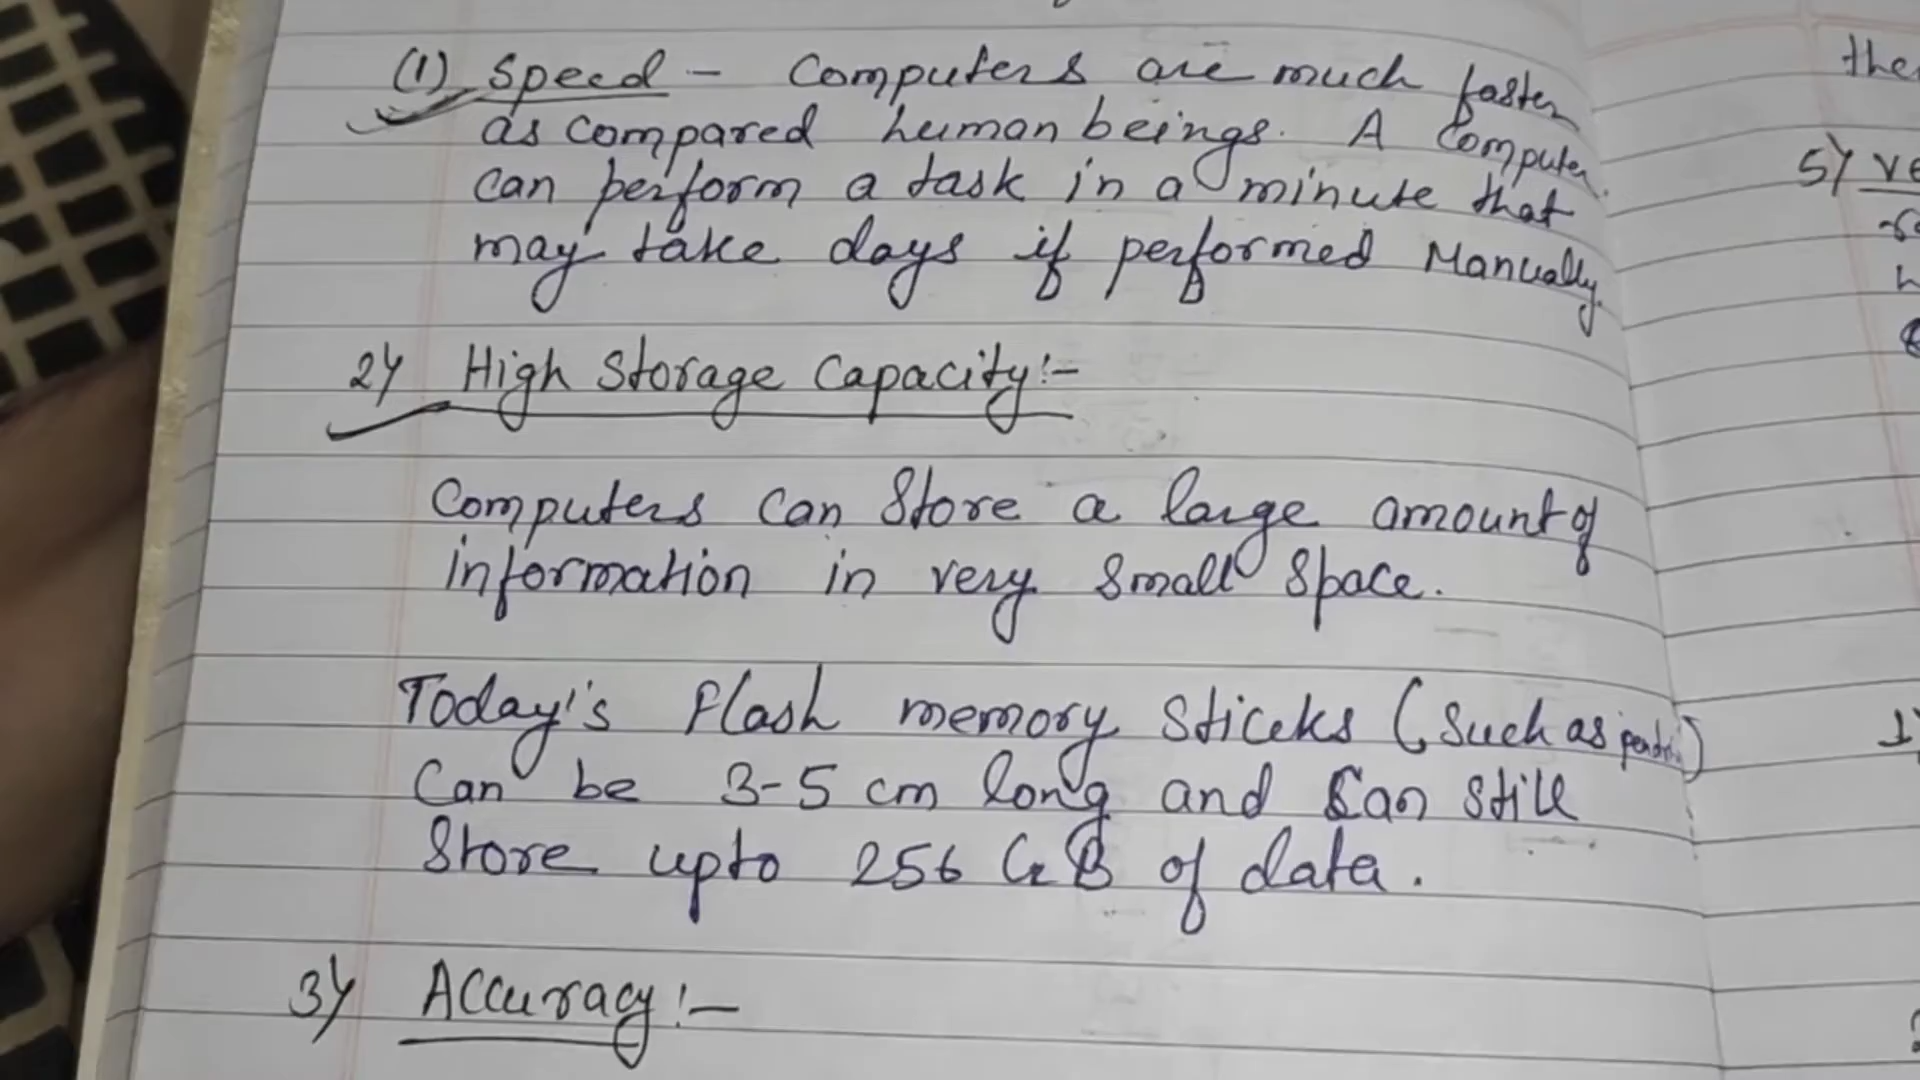 (1) Speed - Computers are much faster
as compared human beings. A Computer
can perform a task in a minute that
may take days if performed Manually.
2) High Storage Capacity:-
Computers can Store a large amount of
information in very Small Space.
Today's Flash memory Sticks (Such as
Can be 3-5 cm long and Can still
Store upto 256 GB of data.
3) Accuracy:-
5)